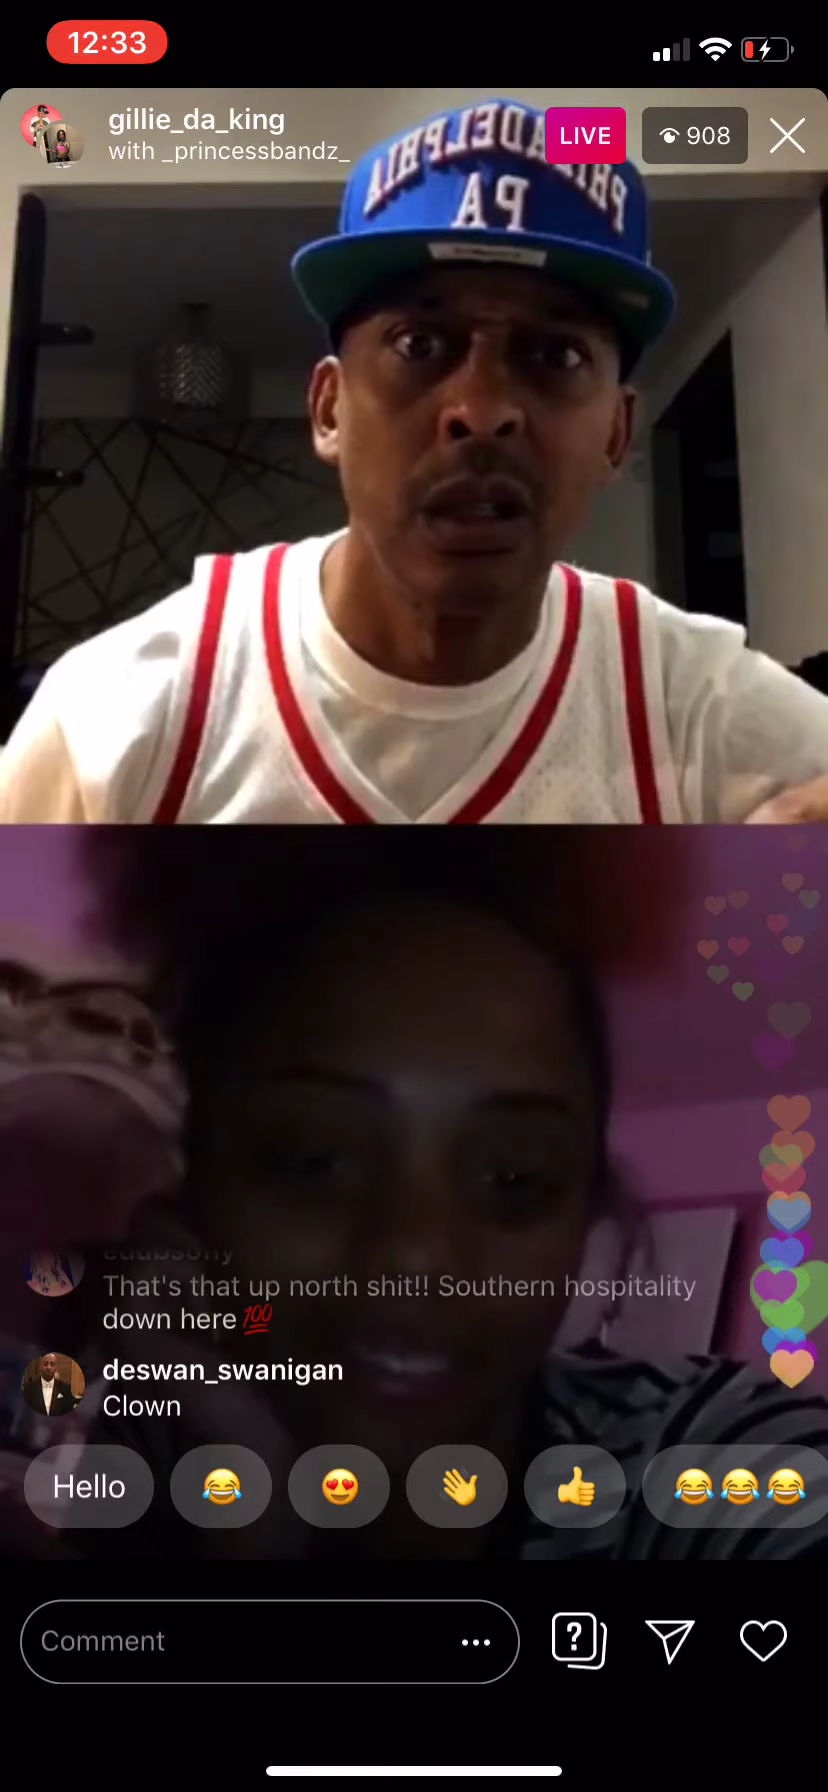 12:33
gillie_da_king
with _princessbandz_
LIVE
908
PHILADELPHIA
PA
That's that up north shit!! Southern hospitality
down here 💯
deswan_swanigan
Clown
Hello
😂
😍
👋
👍
😂😂😂
Comment